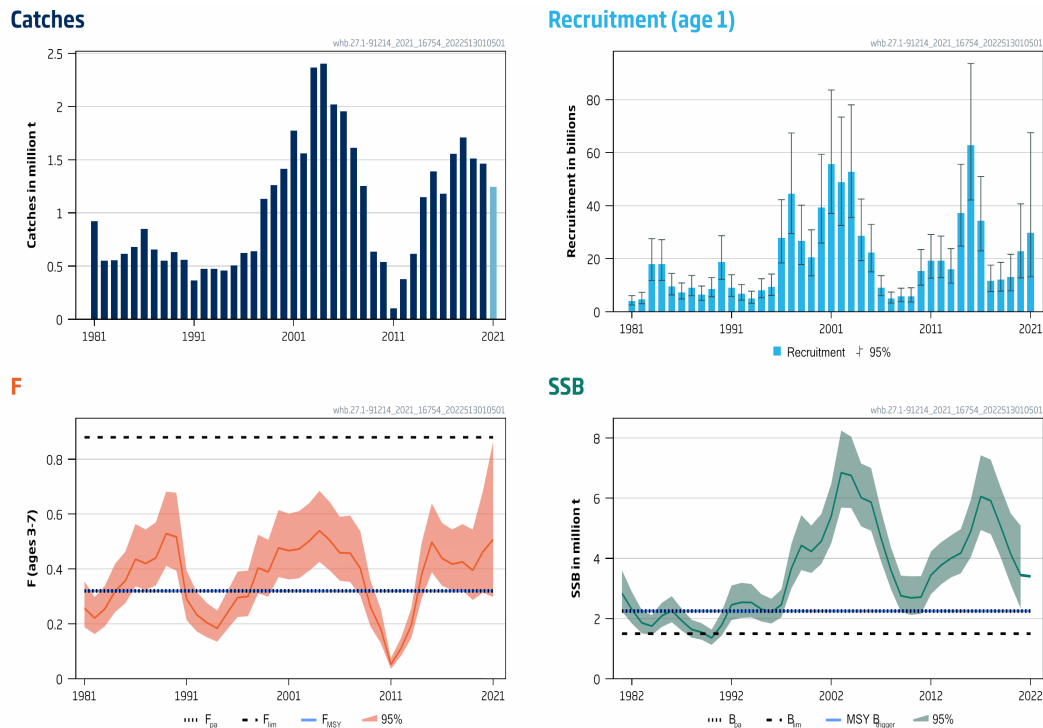 Catches
whb.27.1-91214_2021_16754_2022513010501
Catches in million t
2.5
2
1.5
1
0.5
0
1981 1991 2001 2011 2021
Recruitment (age 1)
whb.27.1-91214_2021_16754_2022513010501
Recruitment in billions
80
60
40
20
0
1981 1991 2001 2011 2021
Recruitment 95%
F
whb.27.1-91214_2021_16754_2022513010501
F (ages 3-7)
0.8
0.6
0.4
0.2
0
1981 1991 2001 2011 2021
Fpa Flim FMSY 95%
SSB
whb.27.1-91214_2021_16754_2022513010501
SSB in million t
8
6
4
2
0
1982 1992 2002 2012 2022
Bpa Blim MSY Btrigger 95%